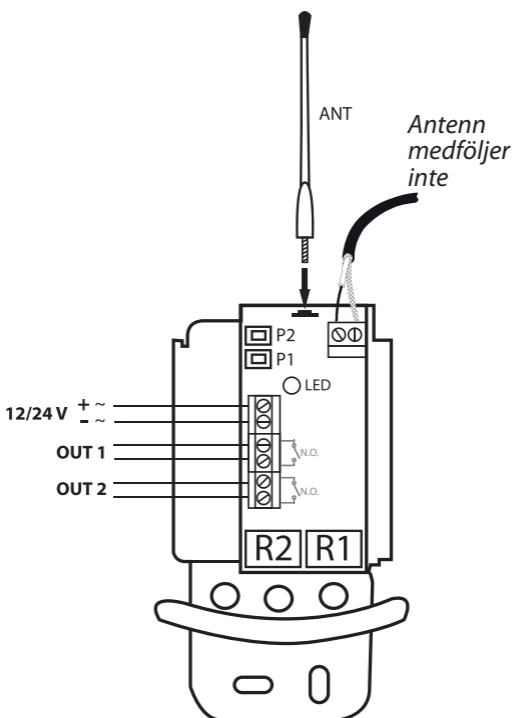 ANT
Antenn
medföljer
inte
P2
P1
LED
12/24 V + ~
- ~
OUT 1
N.O.
OUT 2
N.O.
R2 R1